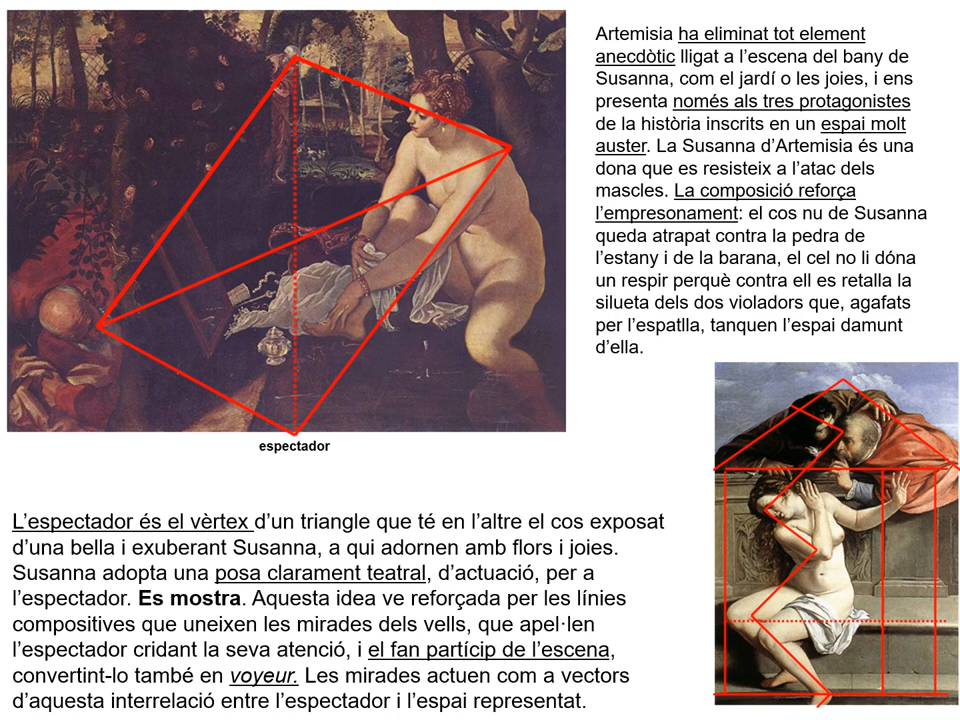 Artemisia ha eliminat tot element
anecdòtic lligat a l’escena del bany de
Susanna, com el jardí o les joies, i ens
presenta només als tres protagonistes
de la història inscrits en un espai molt
auster. La Susanna d’Artemisia és una
dona que es resisteix a l’atac dels
mascles. La composició reforça
l’empresonament: el cos nu de Susanna
queda atrapat contra la pedra de
l’estany i de la barana, el cel no li dóna
un respir perquè contra ell es retalla la
silueta dels dos violadors que, agafats
per l’espatlla, tanquen l’espai damunt
d’ella.
espectador
L’espectador és el vèrtex d’un triangle que té en l’altre el cos exposat
d’una bella i exuberant Susanna, a qui adornen amb flors i joies.
Susanna adopta una posa clarament teatral, d’actuació, per a
l’espectador. Es mostra. Aquesta idea ve reforçada per les línies
compositives que uneixen les mirades dels vells, que apel·len
l’espectador cridant la seva atenció, i el fan partícip de l’escena,
convertint-lo també en voyeur. Les mirades actuen com a vectors
d’aquesta interrelació entre l’espectador i l’espai representat.